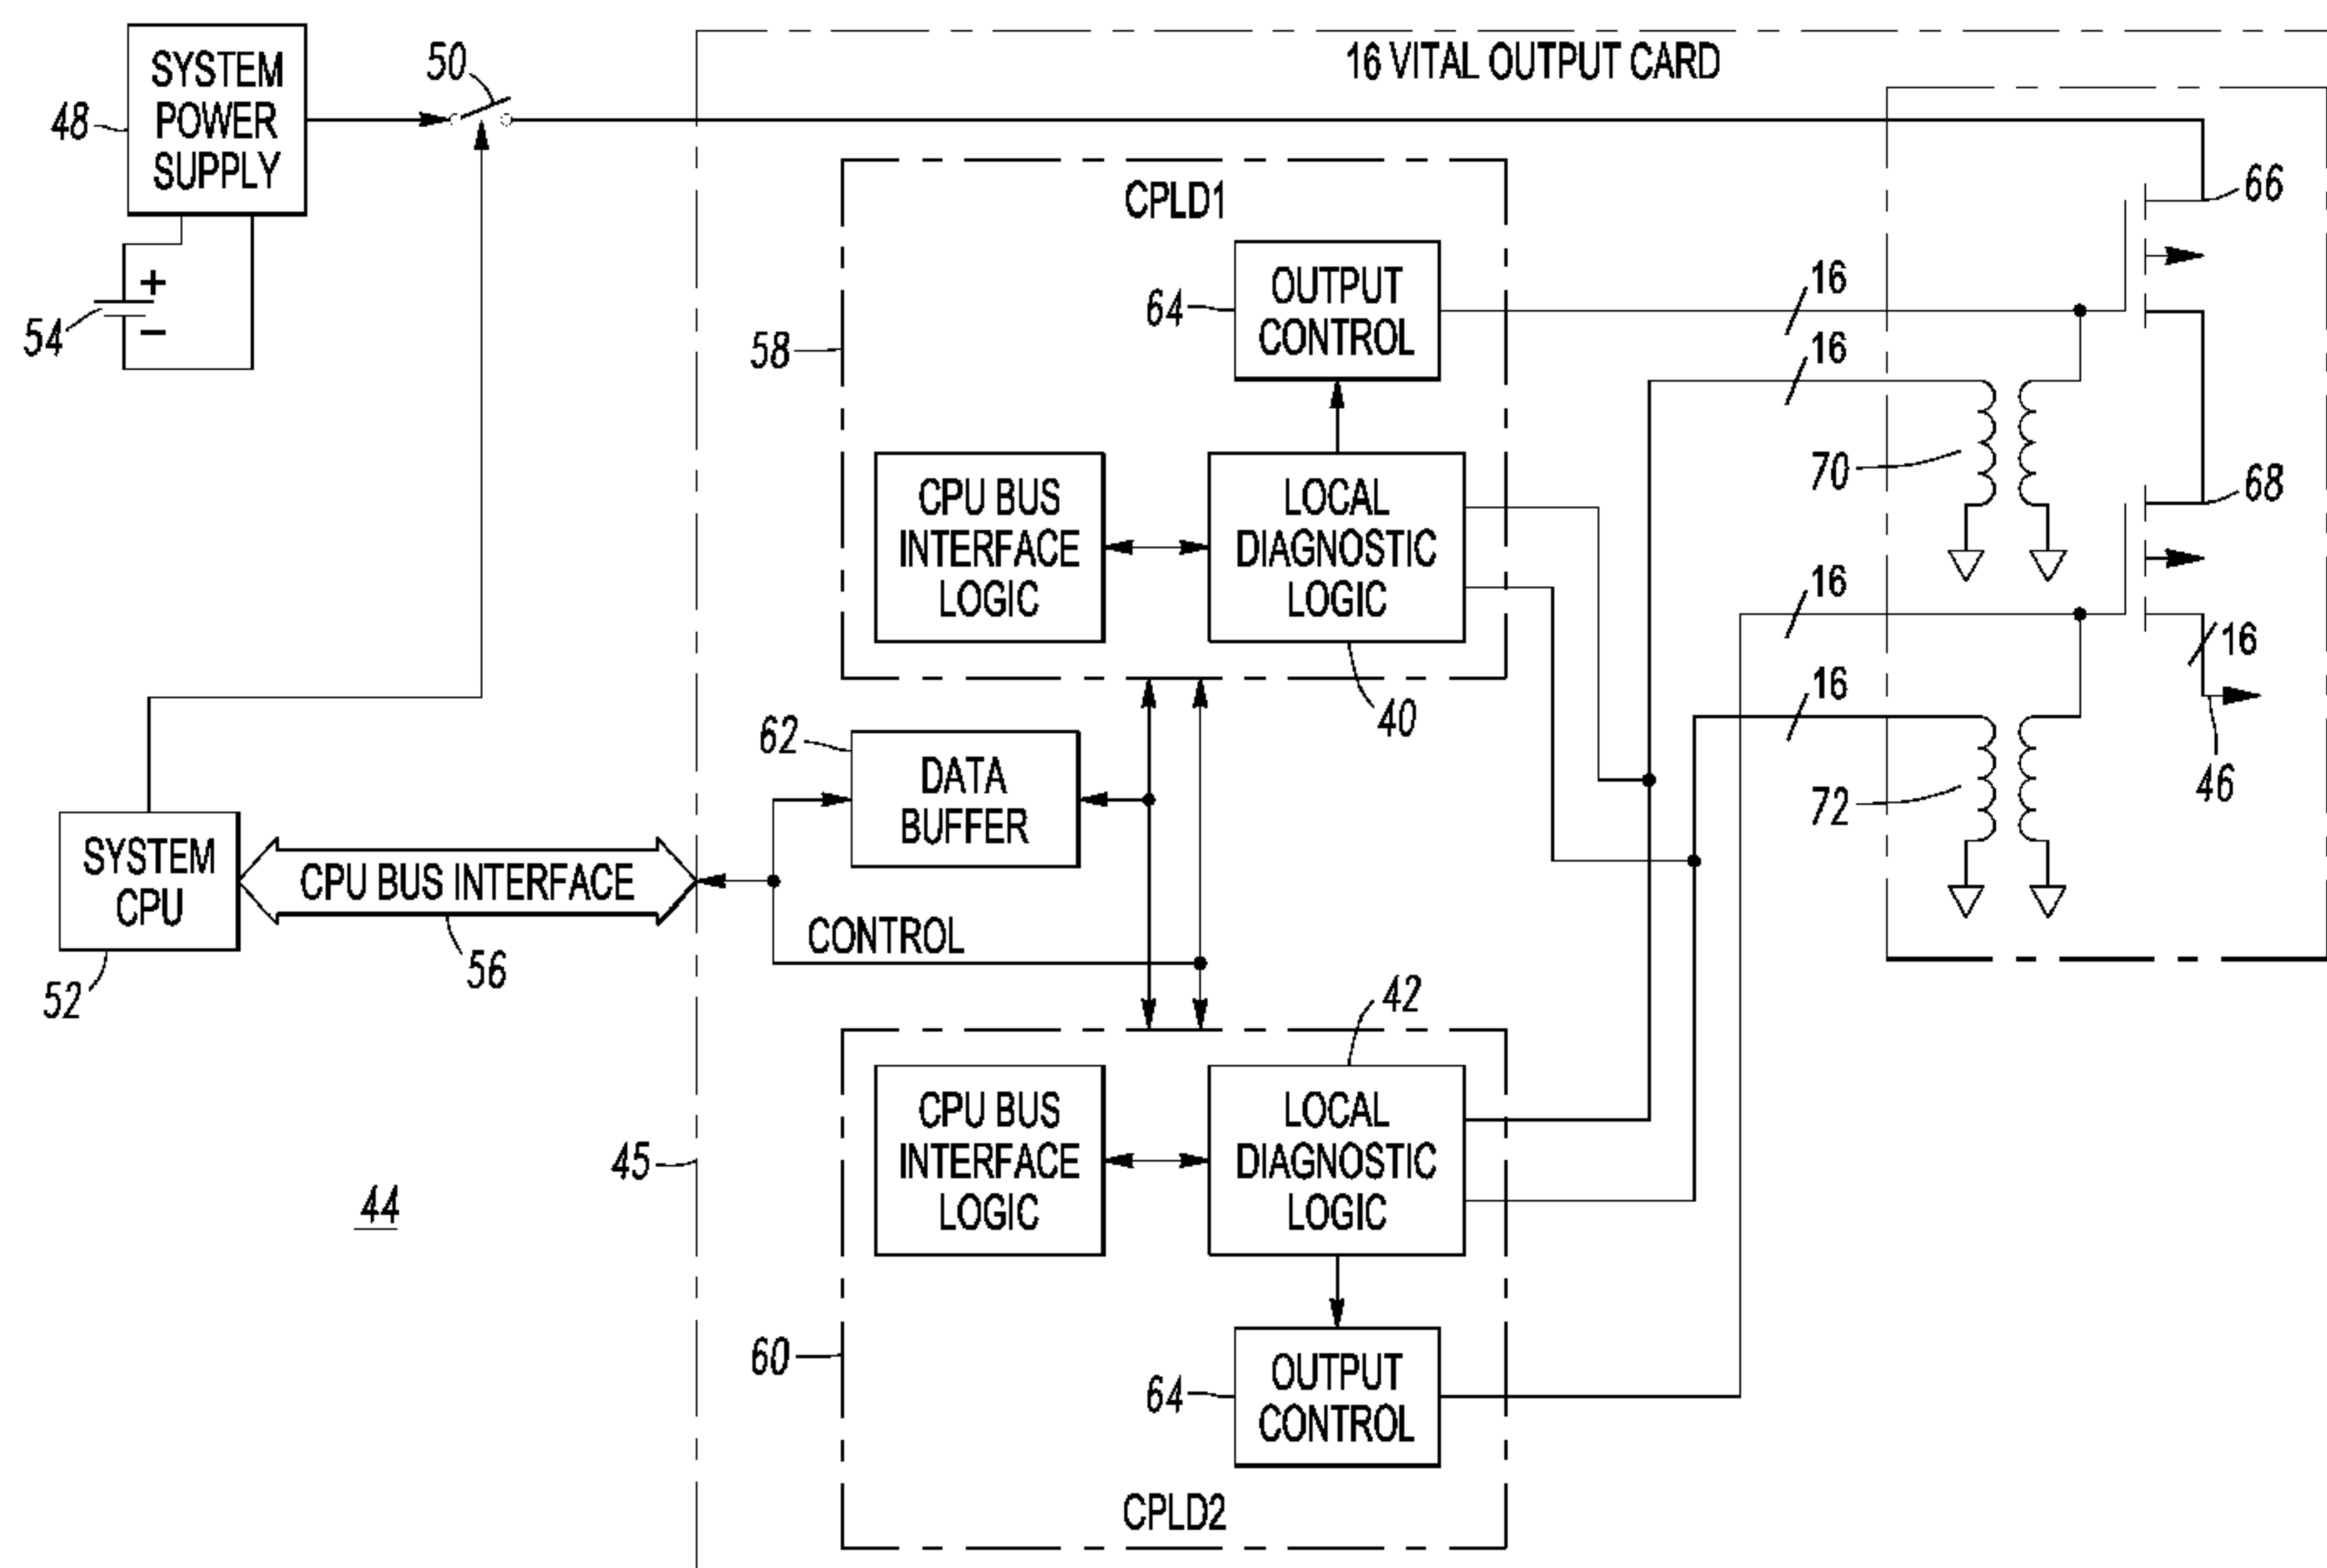 16 VITAL OUTPUT CARD
SYSTEM
POWER
SUPPLY
48
50
54
+
−
CPLD1
58
OUTPUT
CONTROL
64
16
16
66
CPU BUS
INTERFACE
LOGIC
LOCAL
DIAGNOSTIC
LOGIC
40
70
68
16
16
16
46
72
62
DATA
BUFFER
SYSTEM
CPU
52
CPU BUS INTERFACE
56
CONTROL
42
CPU BUS
INTERFACE
LOGIC
LOCAL
DIAGNOSTIC
LOGIC
45
44
60
64
OUTPUT
CONTROL
CPLD2